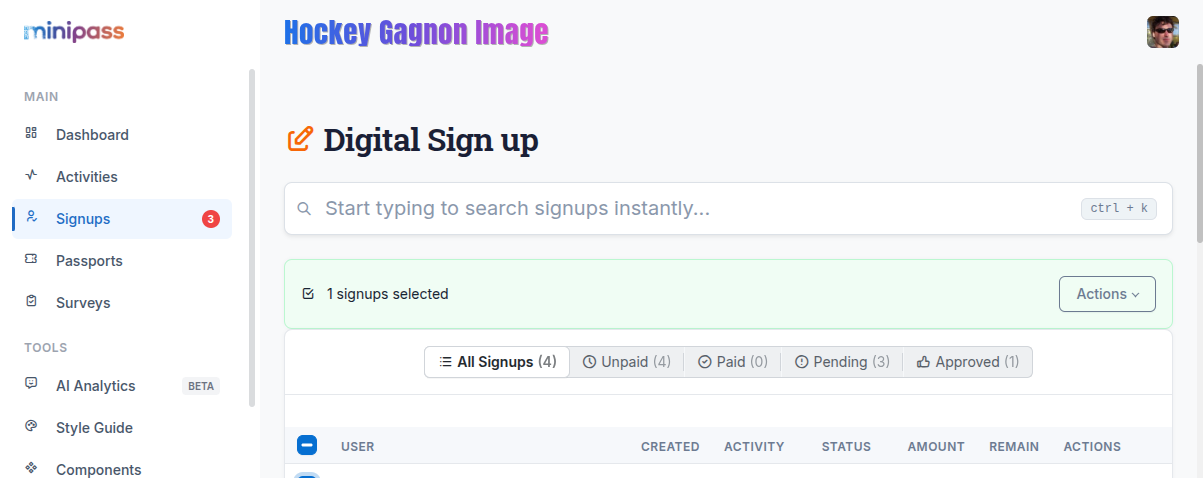 minipass
Hockey Gagnon Image
MAIN
Dashboard
Activities
Signups 3
Passports
Surveys
TOOLS
AI Analytics BETA
Style Guide
Components
Digital Sign up
Start typing to search signups instantly... ctrl + k
1 signups selected Actions
All Signups (4) Unpaid (4) Paid (0) Pending (3) Approved (1)
USER CREATED ACTIVITY STATUS AMOUNT REMAIN ACTIONS